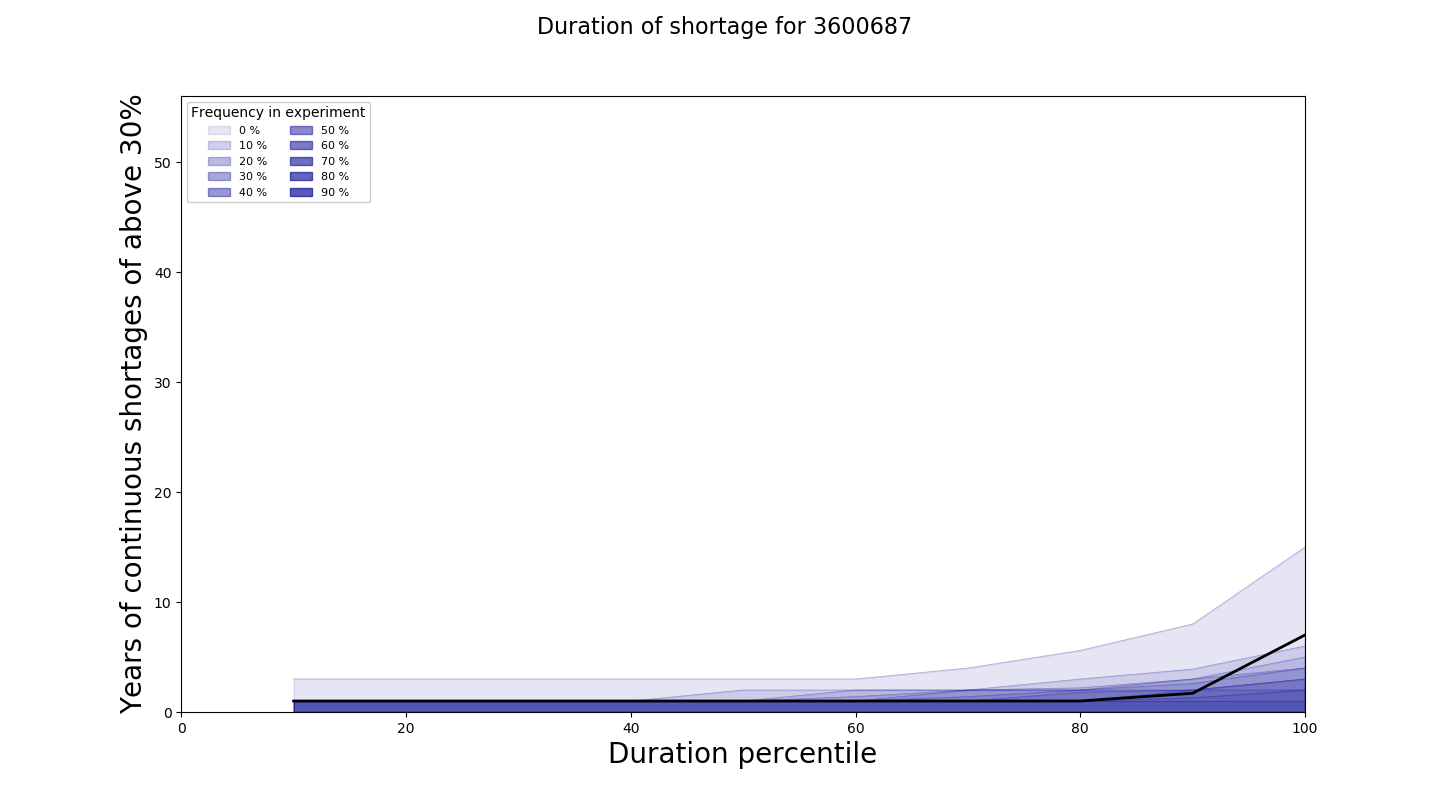 Duration of shortage for 3600687
Years of continuous shortages of above 30%
Frequency in experiment
0 % 50 %
10 % 60 %
20 % 70 %
30 % 80 %
40 % 90 %
50
40
30
20
10
0
0 20 40 60 80 100
Duration percentile